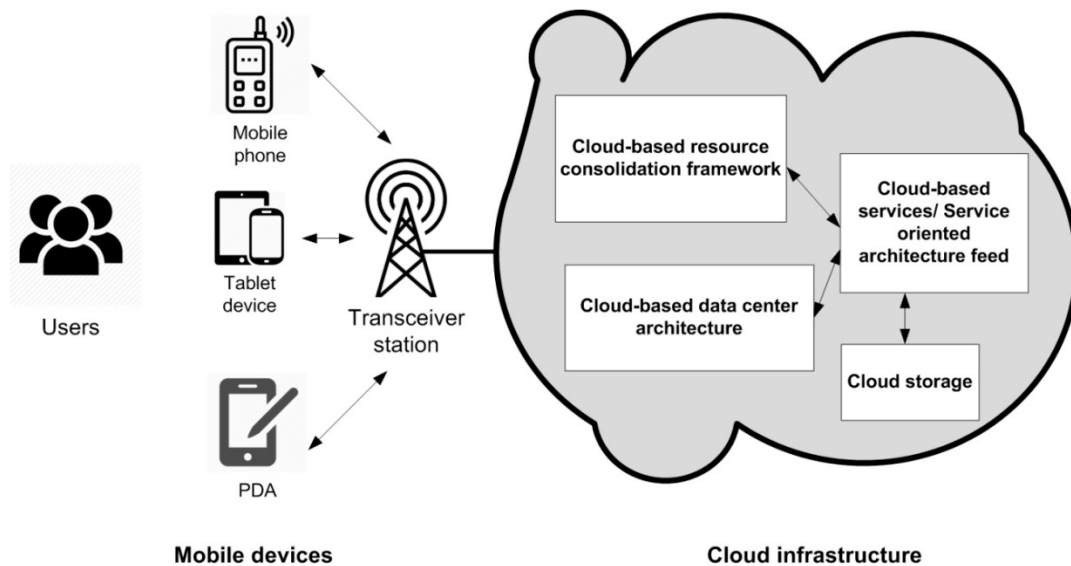 Mobile
phone
Users
Tablet
device
PDA
Transceiver
station
Cloud-based resource
consolidation framework
Cloud-based data center
architecture
Cloud-based
services/ Service
oriented
architecture feed
Cloud storage
Mobile devices
Cloud infrastructure